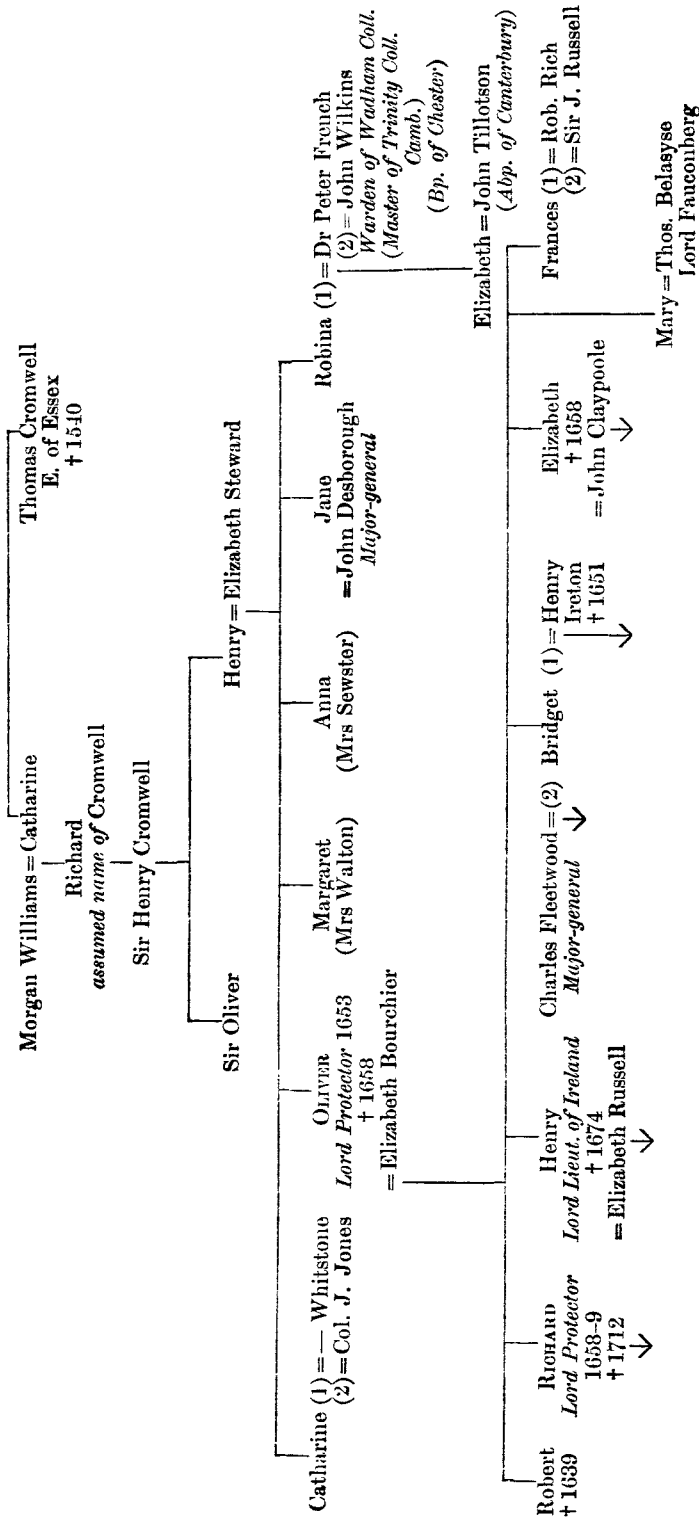 Morgan Williams = Catharine
Thomas Cromwell
E. of Essex
† 1540
Richard
assumed name of Cromwell
Sir Henry Cromwell
Sir Oliver
Henry = Elizabeth Steward
Catharine (1) = — Whitstone
(2) = Col. J. Jones
OLIVER
Lord Protector 1653
† 1658
= Elizabeth Bourchier
Margaret
(Mrs Walton)
Anna
(Mrs Sewster)
Jane
= John Desborough
Major-general
Robina (1) = Dr Peter French
(2) = John Wilkins
Warden of Wadham Coll.
(Master of Trinity Coll.
Camb.)
(Bp. of Chester)
Elizabeth = John Tillotson
(Abp. of Canterbury)
Robert
† 1639
RICHARD
Lord Protector
1658–9
† 1712
Henry
Lord Lieut. of Ireland
† 1674
= Elizabeth Russell
Charles Fleetwood = (2) Bridget (1) = Henry
Major-general
Ireton
† 1651
Elizabeth
† 1658
= John Claypoole
Mary = Thos. Belasyse
Lord Fauconberg
Frances (1) = Rob. Rich
(2) = Sir J. Russell